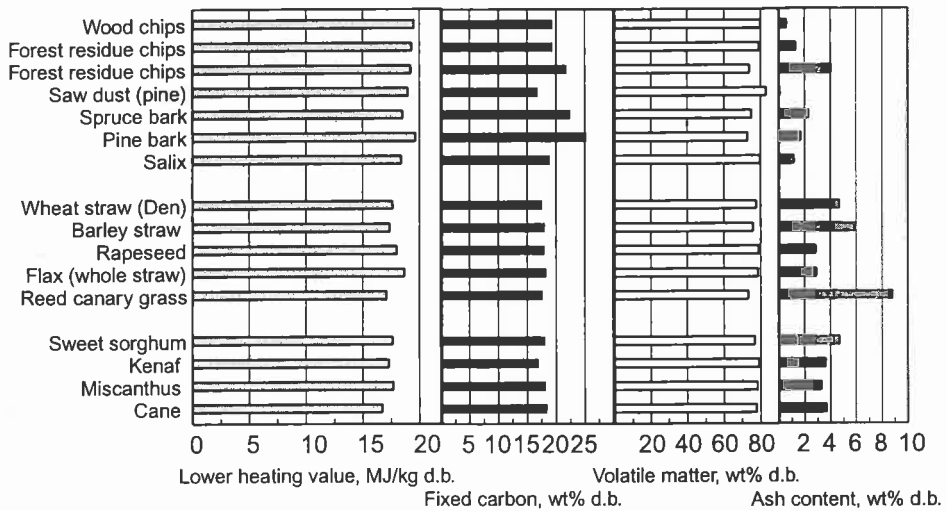 Wood chips
Forest residue chips
Forest residue chips
Saw dust (pine)
Spruce bark
Pine bark
Salix
Wheat straw (Den)
Barley straw
Rapeseed
Flax (whole straw)
Reed canary grass
Sweet sorghum
Kenaf
Miscanthus
Cane
0 5 10 15 20 5 10 15 20 25 20 40 60 80 2 4 6 8 10
Lower heating value, MJ/kg d.b. Volatile matter, wt% d.b.
Fixed carbon, wt% d.b. Ash content, wt% d.b.